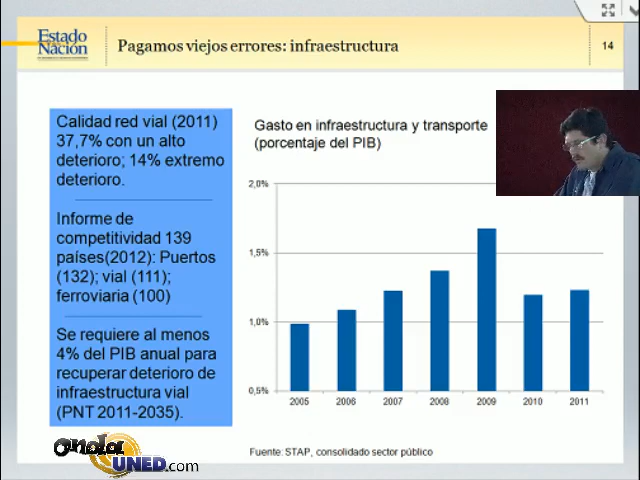 Estado
Nación
Pagamos viejos errores: infraestructura
14
Calidad red vial (2011)
37,7% con un alto
deterioro; 14% extremo
deterioro.
Informe de
competitividad 139
países(2012): Puertos
(132); vial (111);
ferroviaria (100)
Se requiere al menos
4% del PIB anual para
recuperar deterioro de
infraestructura vial
(PNT 2011-2035).
Gasto en infraestructura y transporte
(porcentaje del PIB)
2,0%
1,5%
1,0%
0,5%
2005 2006 2007 2008 2009 2010 2011
Fuente: STAP, consolidado sector público
onda
UNED.com